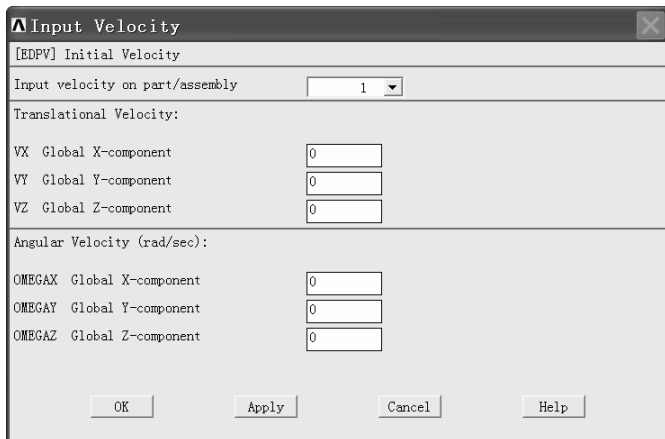 Input Velocity
[EDPV] Initial Velocity
Input velocity on part/assembly 1
Translational Velocity:
VX Global X-component 0
VY Global Y-component 0
VZ Global Z-component 0
Angular Velocity (rad/sec):
OMEGAX Global X-component 0
OMEGAY Global Y-component 0
OMEGAZ Global Z-component 0
OK Apply Cancel Help